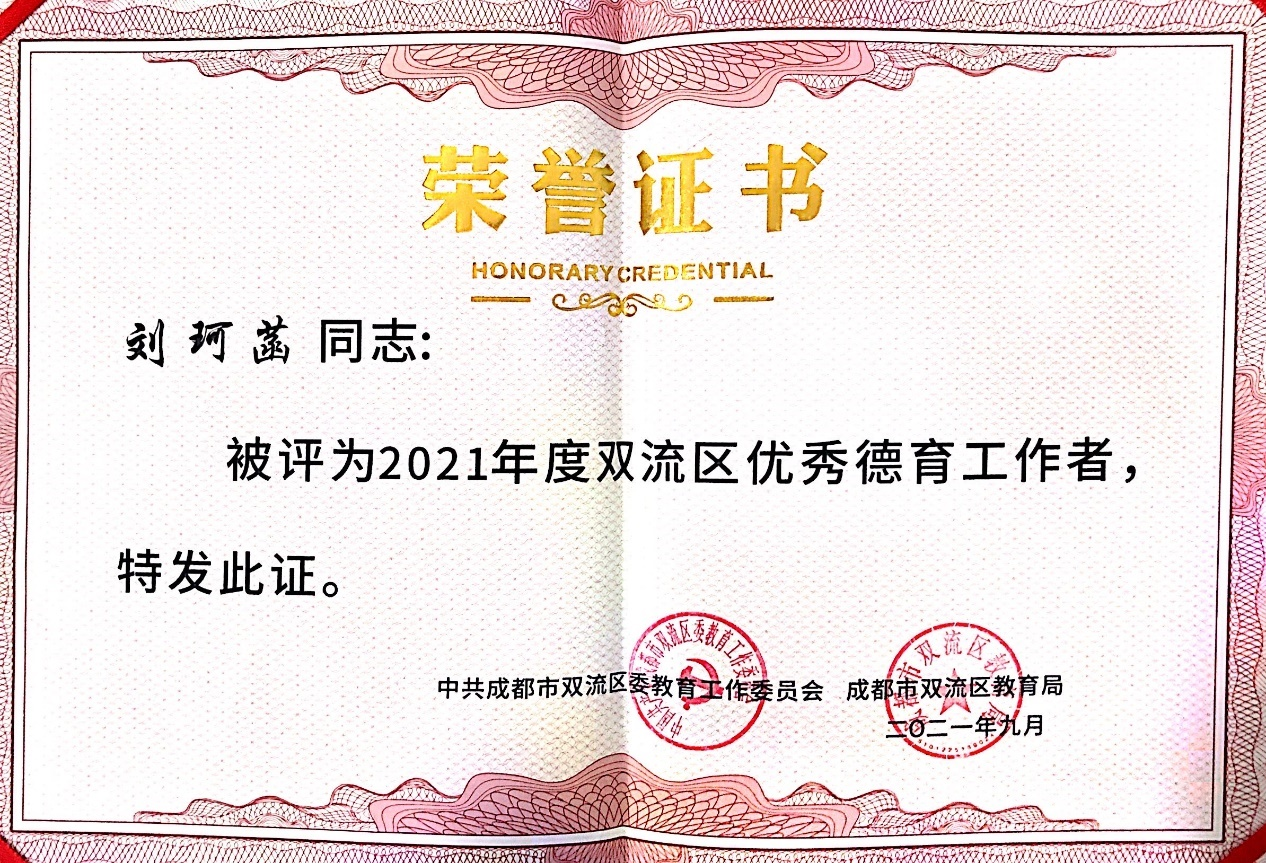 荣誉证书
HONORARY CREDENTIAL
刘珂菡 同志:
被评为2021年度双流区优秀德育工作者，
特发此证。
中共成都市双流区委教育工作委员会 成都市双流区教育局
二〇二一年九月